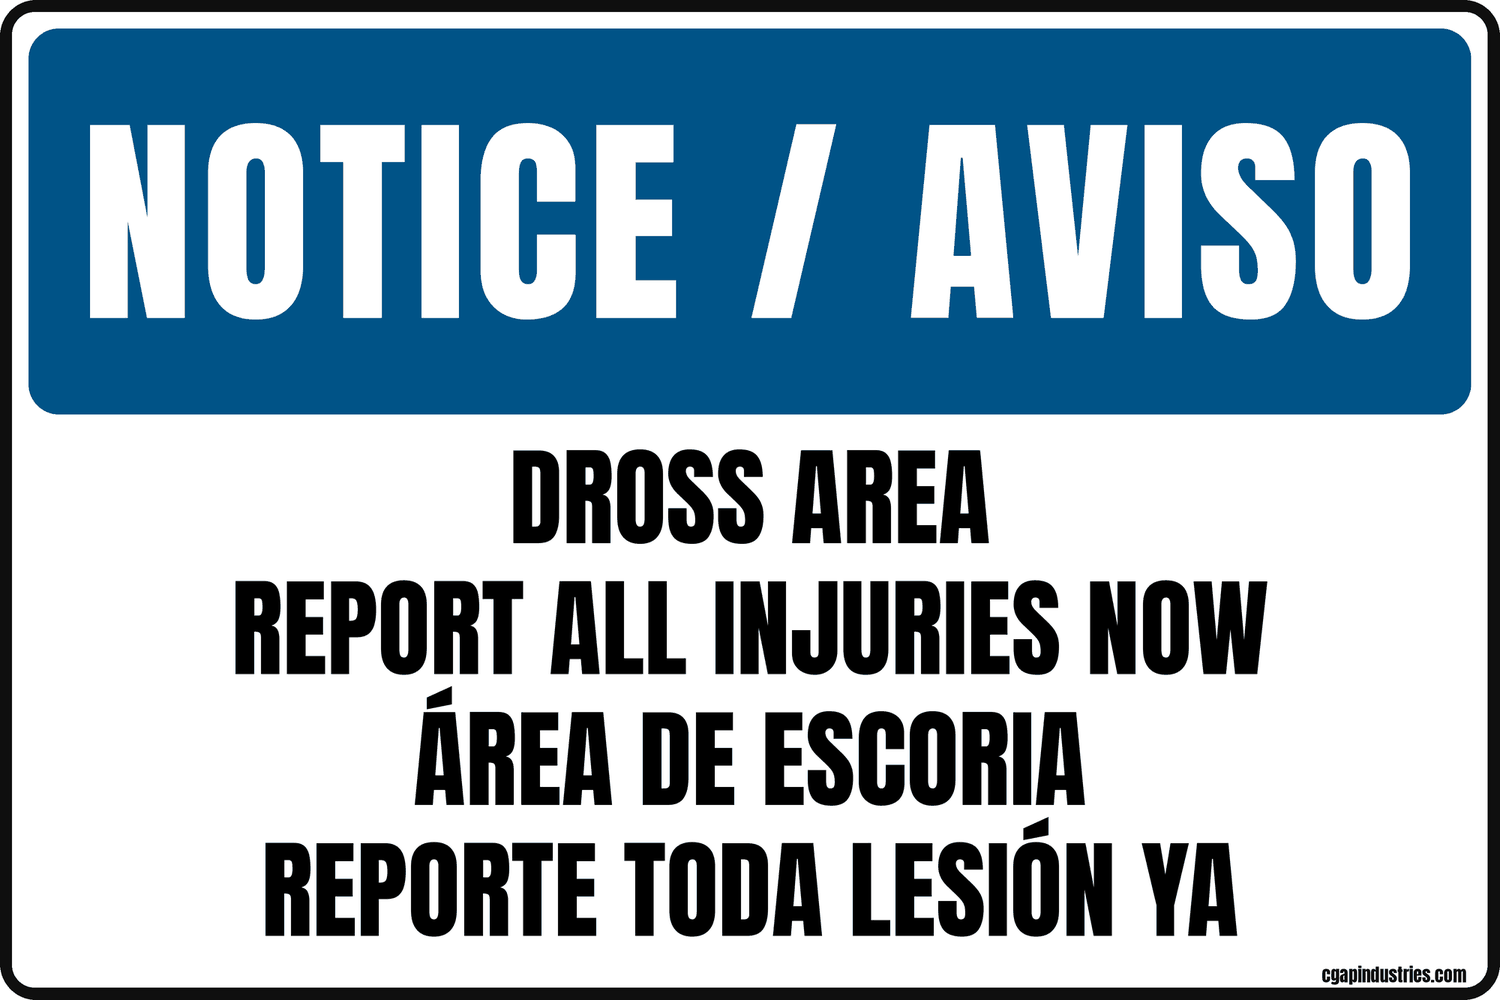 NOTICE / AVISO
DROSS AREA
REPORT ALL INJURIES NOW
ÁREA DE ESCORIA
REPORTE TODA LESIÓN YA
cgapindustries.com